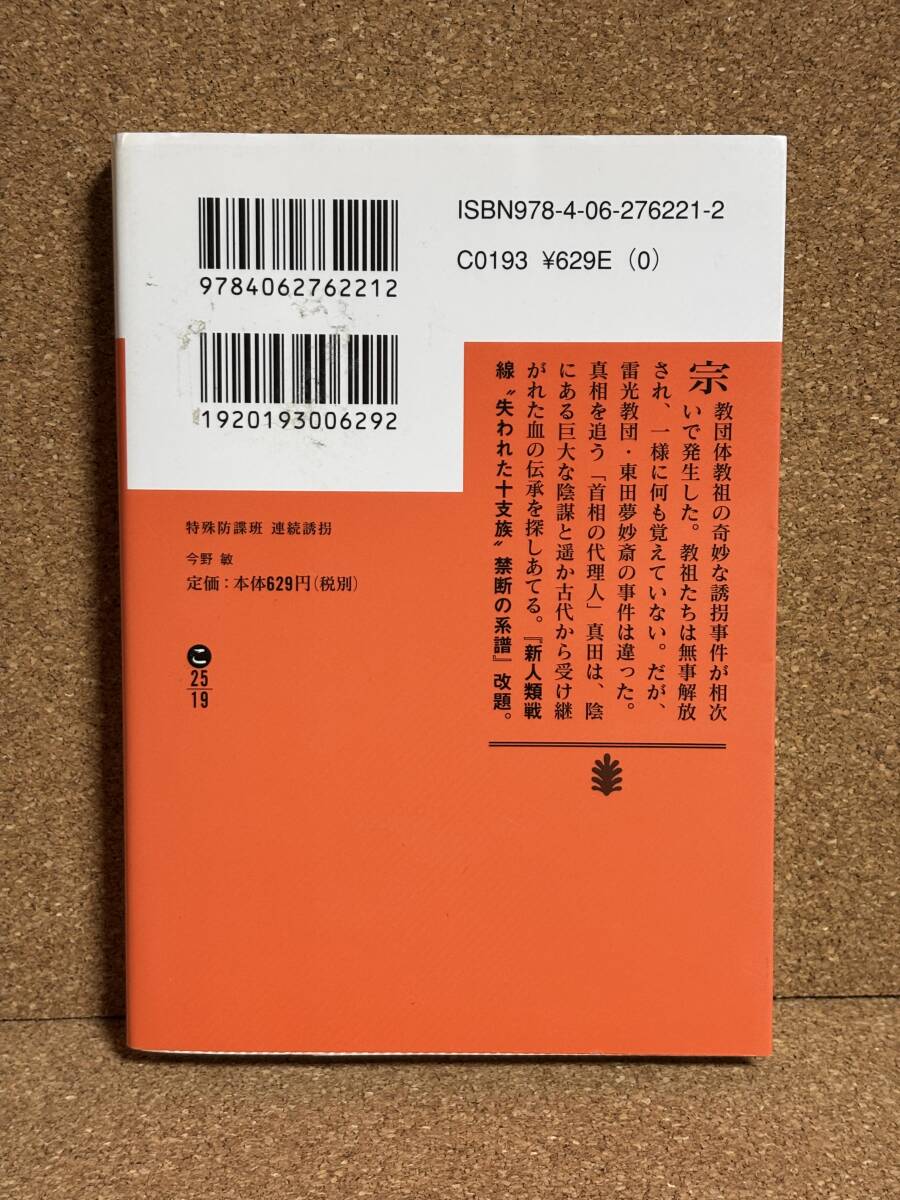 ISBN978-4-06-276221-2
C0193 ¥629E (0)
9784062762212
1920193006292
宗教団体教祖の奇妙な誘拐事件が相次
いで発生した。教祖たちは無事解放
され、一様に何も覚えていない。だが、
雷光教団・東田夢妙斎の事件は違った。
真相を追う「首相の代理人」真田は、陰
にある巨大な陰謀と遥か古代から受け継
がれた血の伝承を探しあてる。『新人類戦
線〝失われた十支族〟禁断の系譜』改題。
特殊防諜班 連続誘拐
今野 敏
定価：本体629円（税別）
こ
25
19